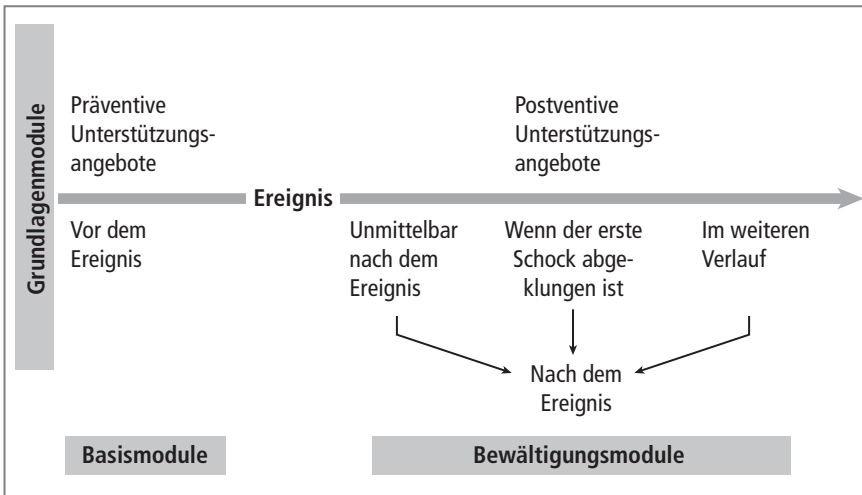 Grundlagenmodule
Präventive
Unterstützungs-
angebote
Postventive
Unterstützungs-
angebote
Ereignis
Vor dem
Ereignis
Unmittelbar
nach dem
Ereignis
Wenn der erste
Schock abge-
klungen ist
Im weiteren
Verlauf
Nach dem
Ereignis
Basismodule
Bewältigungsmodule